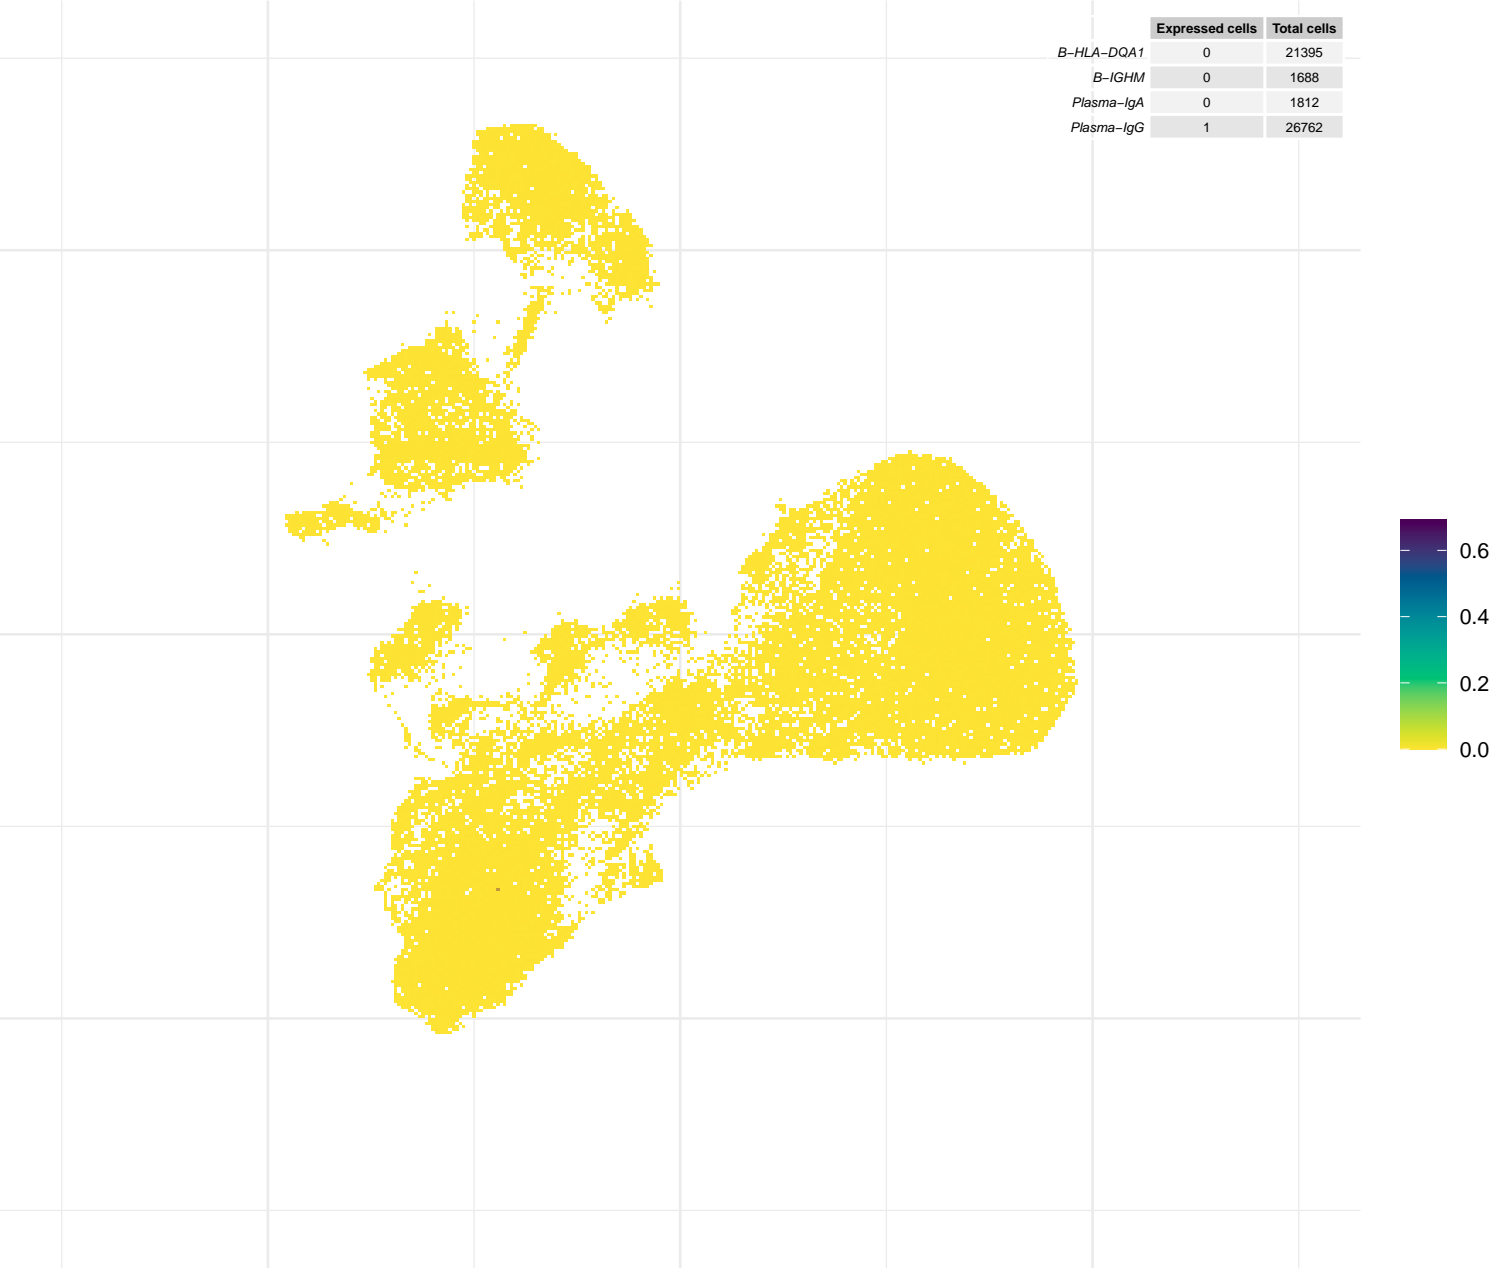 Expressed cells Total cells
B−HLA−DQA1 0 21395
B−IGHM 0 1688
Plasma−IgA 0 1812
Plasma−IgG 1 26762
0.6
0.4
0.2
0.0